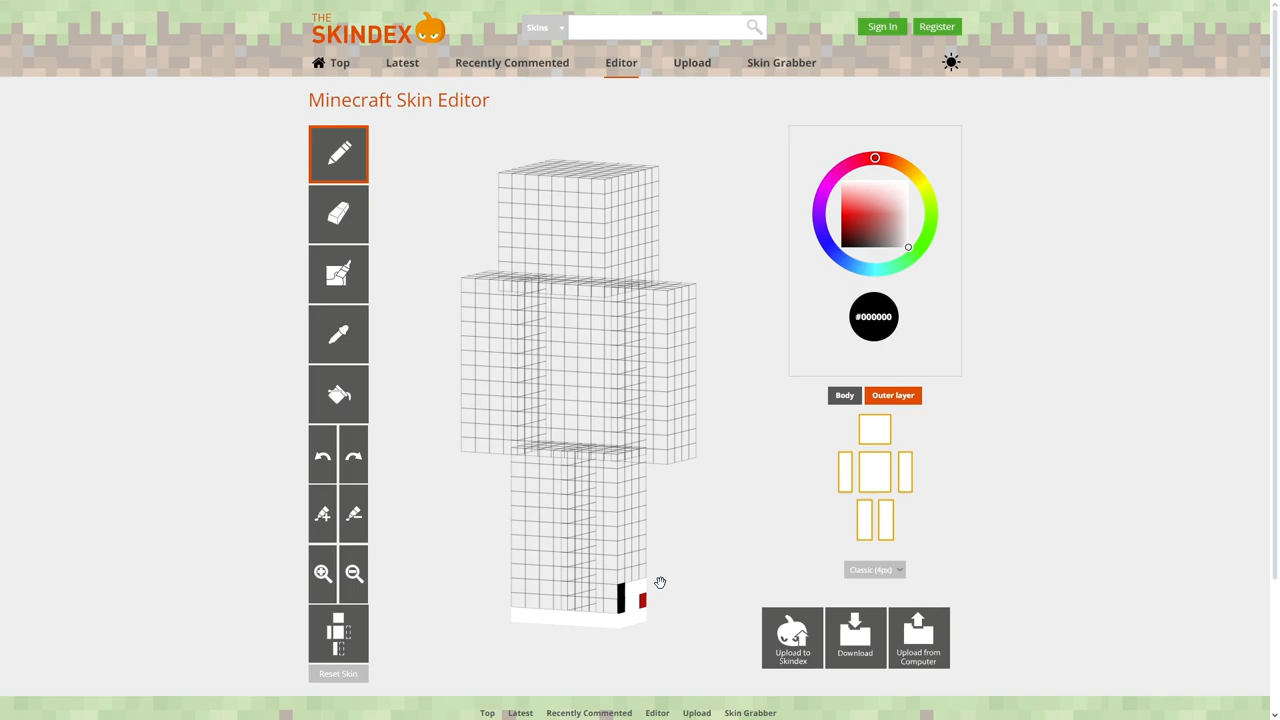 THE
SKINDEX
Skins
Sign In
Register
Top
Latest
Recently Commented
Editor
Upload
Skin Grabber
Minecraft Skin Editor
#000000
Body
Outer layer
Classic (4px)
Upload to
Skindex
Download
Upload from
Computer
Reset Skin
Top
Latest
Recently Commented
Editor
Upload
Skin Grabber